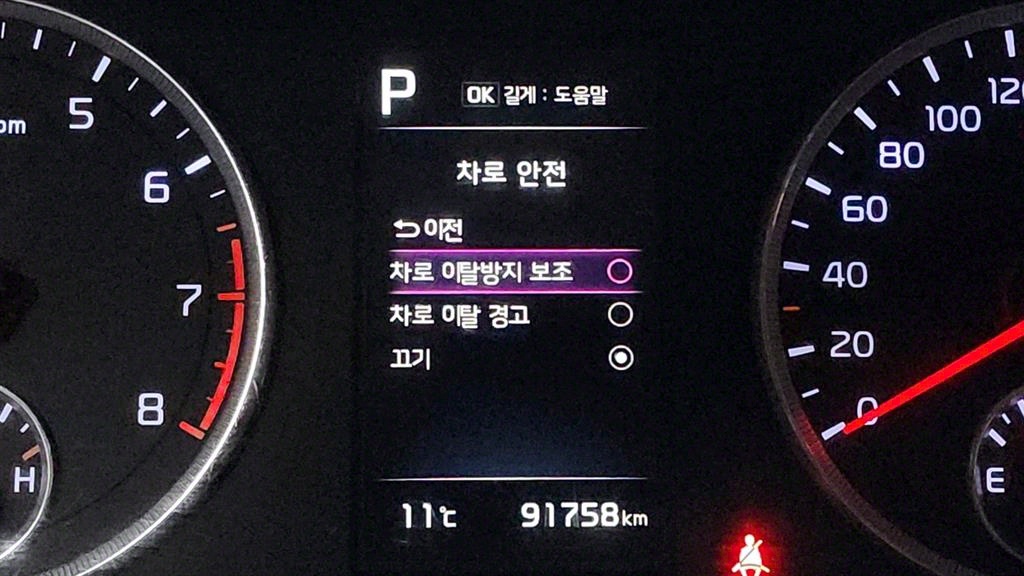 P
OK 길게 : 도움말
차로 안전
이전
차로 이탈방지 보조
차로 이탈 경고
끄기
11℃
91758km
5
6
7
8
H
120
100
80
60
40
20
0
E